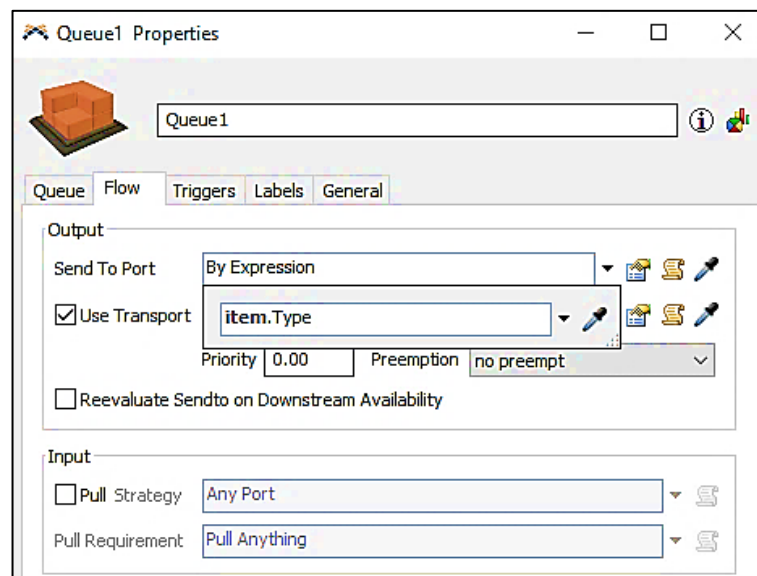 Queue1 Properties
Queue1
Queue Flow Triggers Labels General
Output
Send To Port By Expression
Use Transport item.Type
Priority 0.00 Preemption no preempt
Reevaluate Sendto on Downstream Availability
Input
Pull Strategy Any Port
Pull Requirement Pull Anything